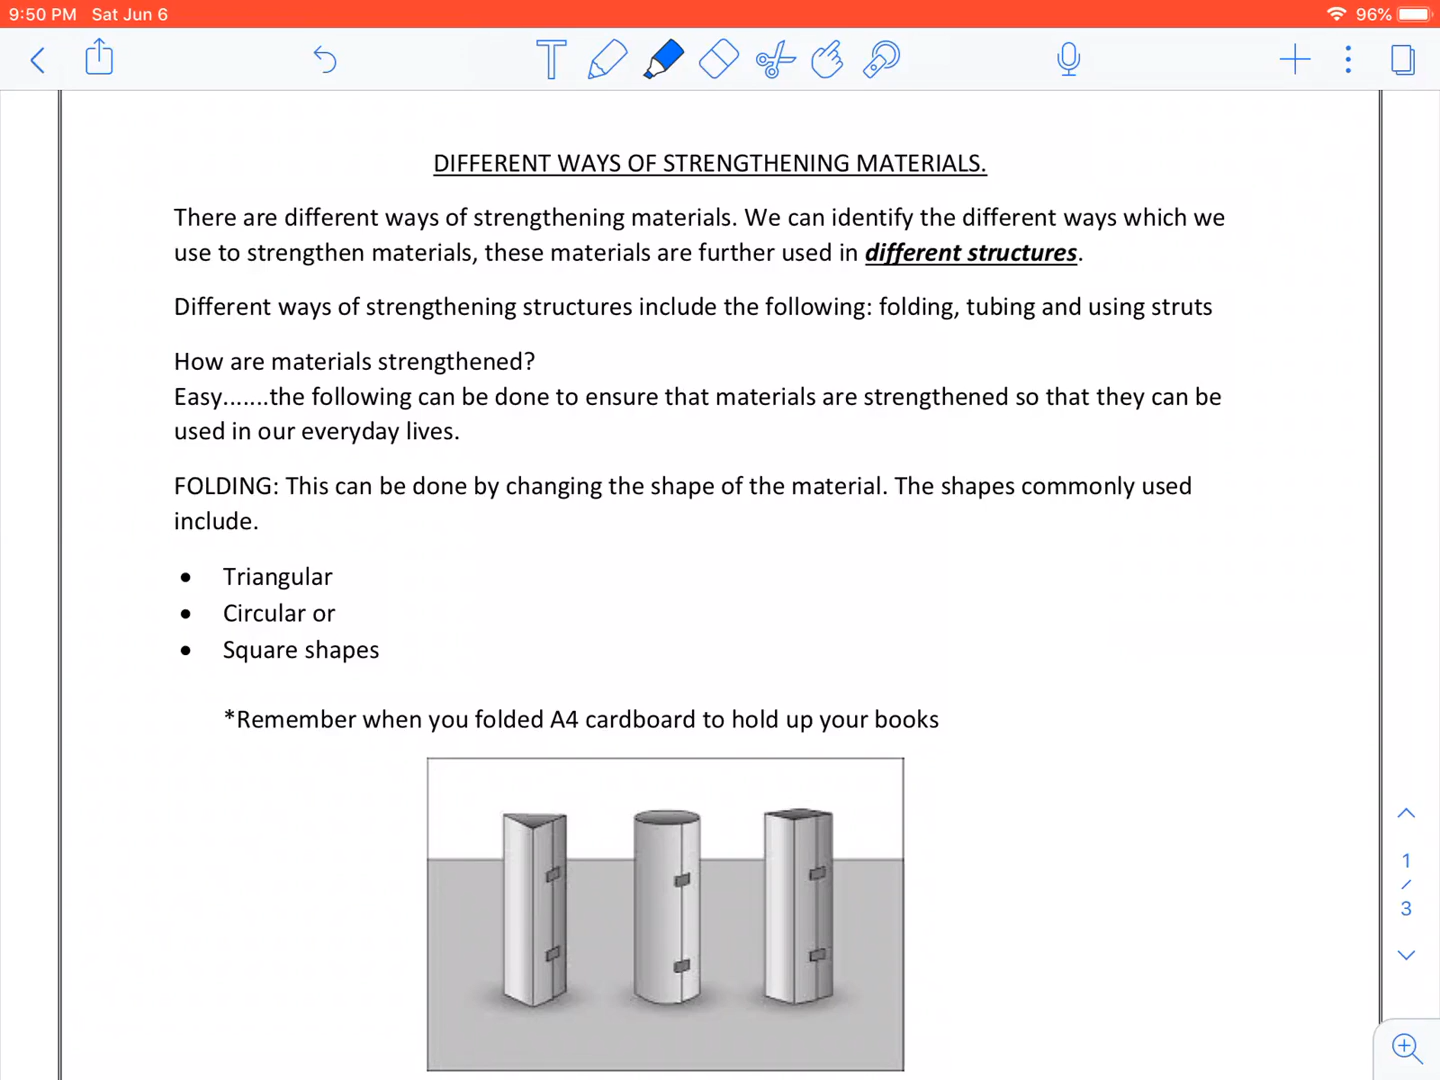 9:50 PM Sat Jun 6
96%
DIFFERENT WAYS OF STRENGTHENING MATERIALS.
There are different ways of strengthening materials. We can identify the different ways which we
use to strengthen materials, these materials are further used in different structures.
Different ways of strengthening structures include the following: folding, tubing and using struts
How are materials strengthened?
Easy.......the following can be done to ensure that materials are strengthened so that they can be
used in our everyday lives.
FOLDING: This can be done by changing the shape of the material. The shapes commonly used
include.
• Triangular
• Circular or
• Square shapes
*Remember when you folded A4 cardboard to hold up your books
1
/
3